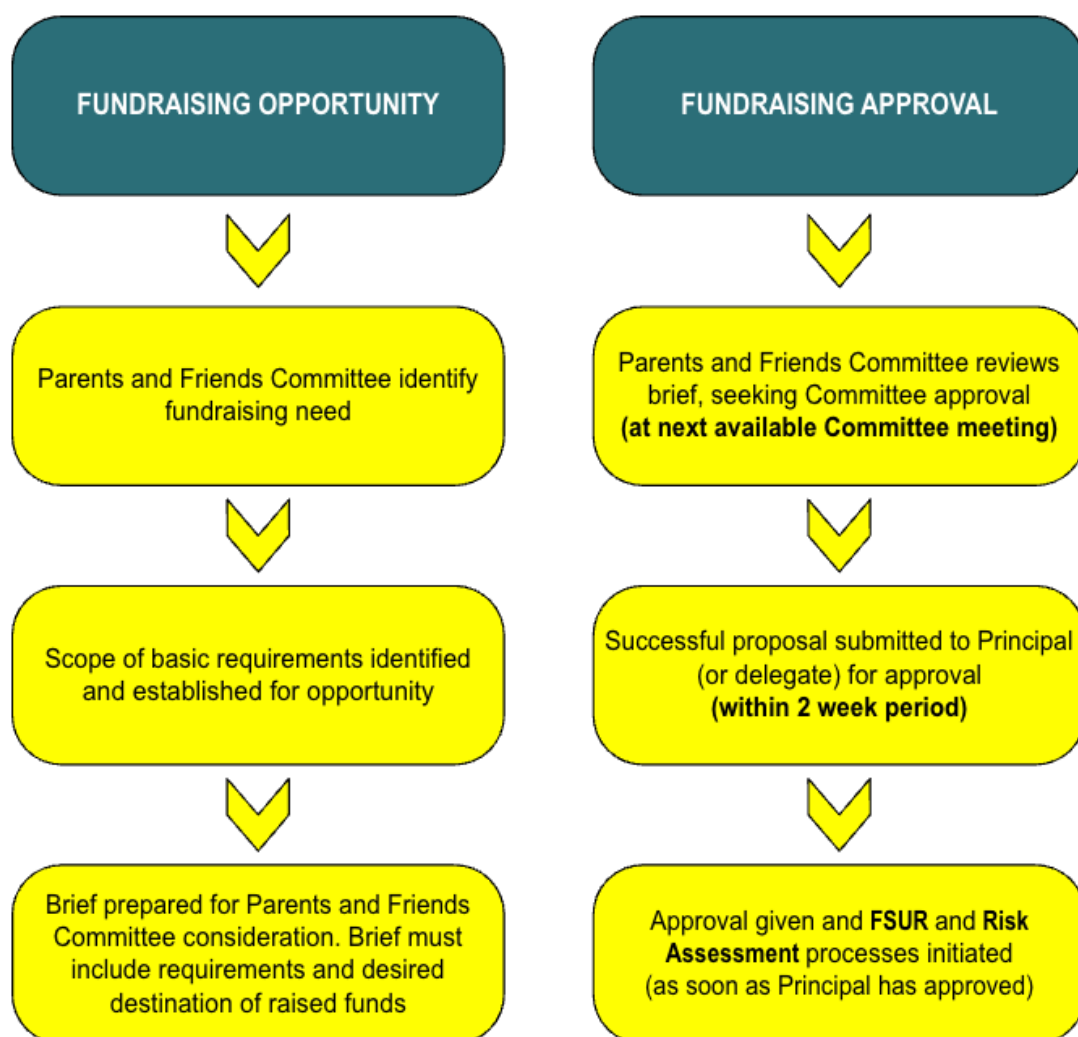 FUNDRAISING OPPORTUNITY
Parents and Friends Committee identify
fundraising need
Scope of basic requirements identified
and established for opportunity
Brief prepared for Parents and Friends
Committee consideration. Brief must
include requirements and desired
destination of raised funds
FUNDRAISING APPROVAL
Parents and Friends Committee reviews
brief, seeking Committee approval
(at next available Committee meeting)
Successful proposal submitted to Principal
(or delegate) for approval
(within 2 week period)
Approval given and FSUR and Risk
Assessment processes initiated
(as soon as Principal has approved)